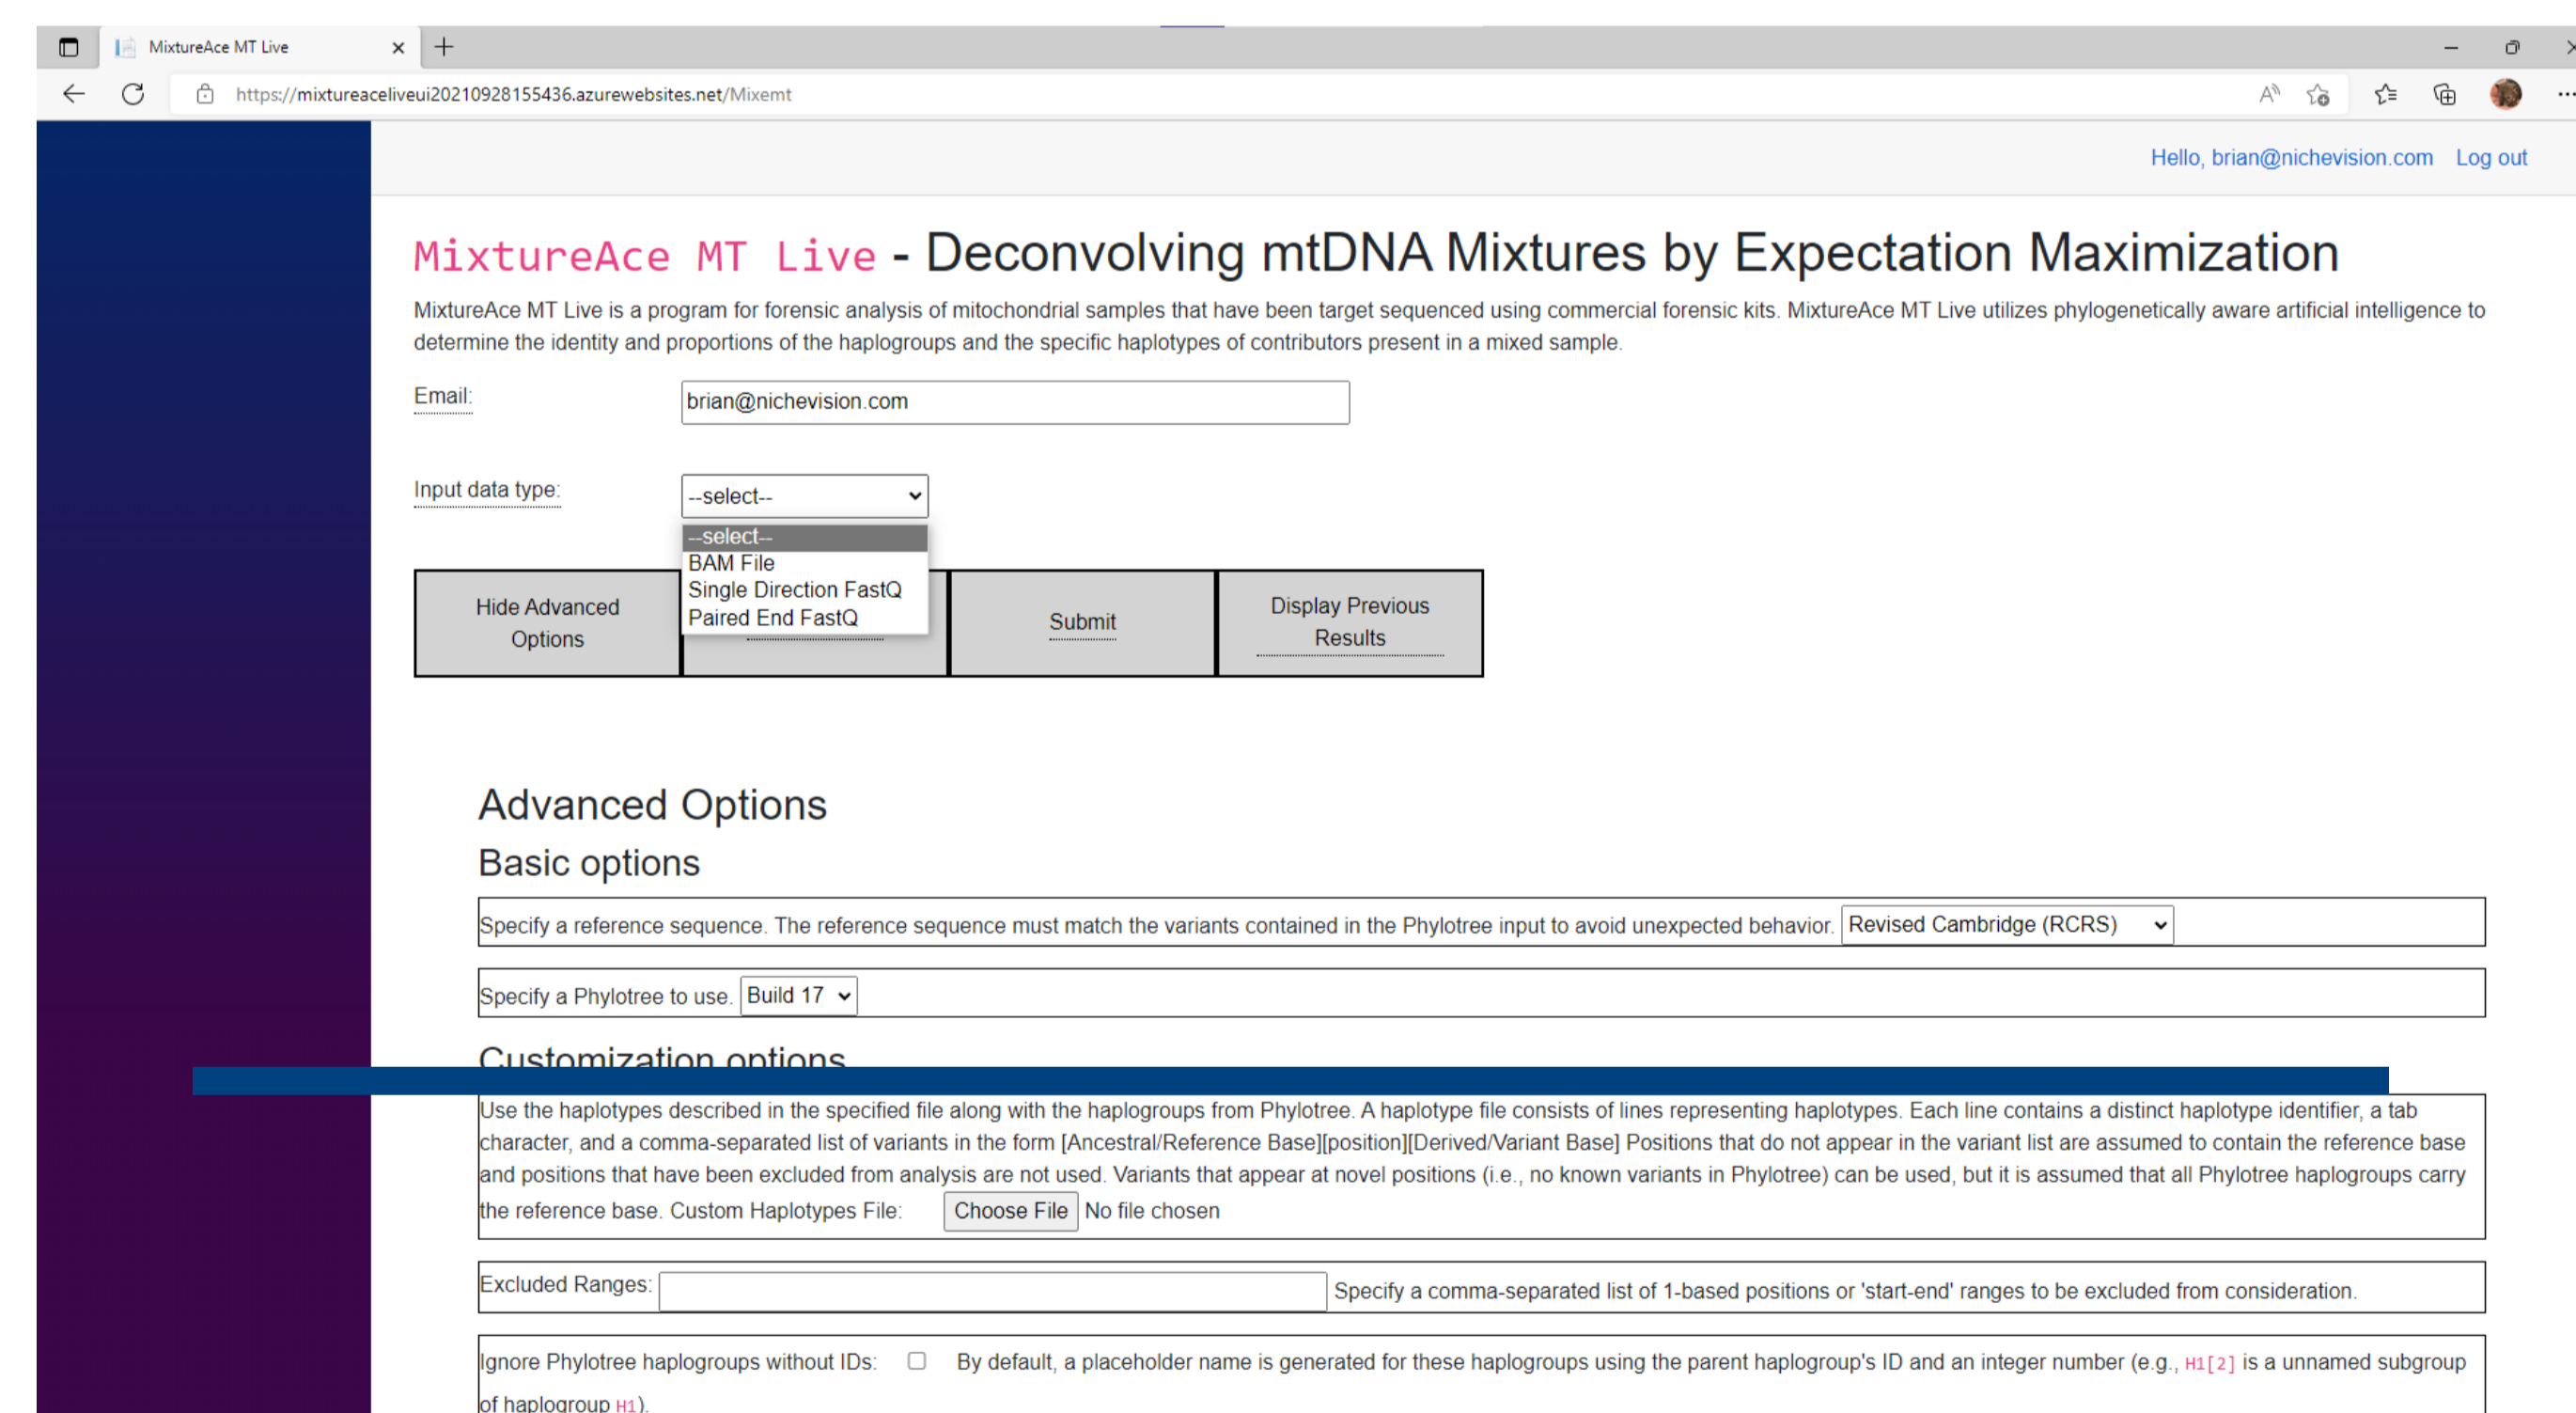 MixtureAce MT Live
https://mixtureaceliveui20210928155436.azurewebsites.net/Mixemt
Hello, brian@nichevision.com Log out
MixtureAce MT Live - Deconvolving mtDNA Mixtures by Expectation Maximization
MixtureAce MT Live is a program for forensic analysis of mitochondrial samples that have been target sequenced using commercial forensic kits. MixtureAce MT Live utilizes phylogenetically aware artificial intelligence to
determine the identity and proportions of the haplogroups and the specific haplotypes of contributors present in a mixed sample.
Email: brian@nichevision.com
Input data type: --select--
--select--
BAM File
Single Direction FastQ
Paired End FastQ
Hide Advanced
Options
Submit
Display Previous
Results
Advanced Options
Basic options
Specify a reference sequence. The reference sequence must match the variants contained in the Phylotree input to avoid unexpected behavior. Revised Cambridge (RCRS)
Specify a Phylotree to use. Build 17
Customization options
Use the haplotypes described in the specified file along with the haplogroups from Phylotree. A haplotype file consists of lines representing haplotypes. Each line contains a distinct haplotype identifier, a tab
character, and a comma-separated list of variants in the form [Ancestral/Reference Base][position][Derived/Variant Base] Positions that do not appear in the variant list are assumed to contain the reference base
and positions that have been excluded from analysis are not used. Variants that appear at novel positions (i.e., no known variants in Phylotree) can be used, but it is assumed that all Phylotree haplogroups carry
the reference base. Custom Haplotypes File: Choose File No file chosen
Excluded Ranges: Specify a comma-separated list of 1-based positions or 'start-end' ranges to be excluded from consideration.
Ignore Phylotree haplogroups without IDs: By default, a placeholder name is generated for these haplogroups using the parent haplogroup's ID and an integer number (e.g., H1[2] is a unnamed subgroup
of haplogroup H1).